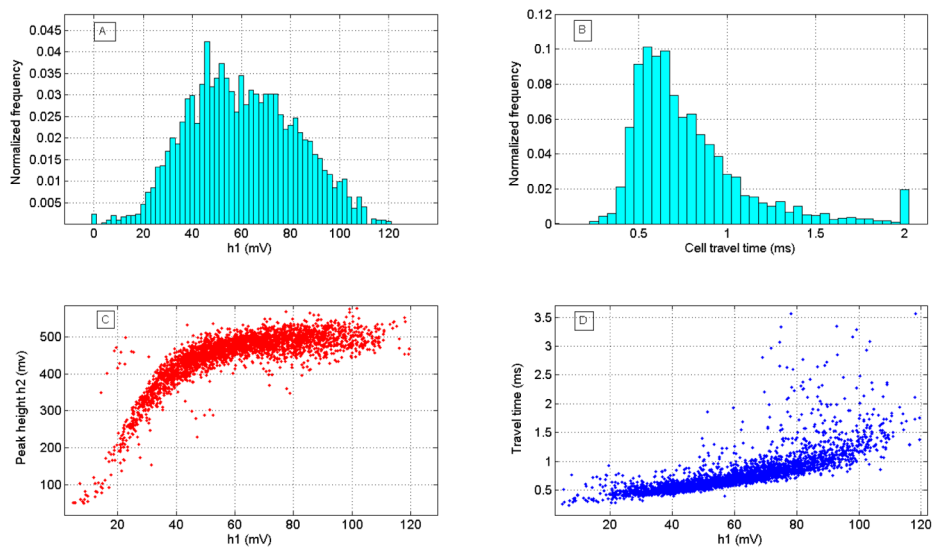 A
Normalized frequency
0.045
0.04
0.035
0.03
0.025
0.02
0.015
0.01
0.005
0 20 40 60 80 100 120
h1 (mV)
B
Normalized frequency
0.12
0.1
0.08
0.06
0.04
0.02
0
0.5 1 1.5 2
Cell travel time (ms)
C
Peak height h2 (mv)
500
400
300
200
100
20 40 60 80 100 120
h1 (mV)
D
Travel time (ms)
3.5
3
2.5
2
1.5
1
0.5
20 40 60 80 100 120
h1 (mV)